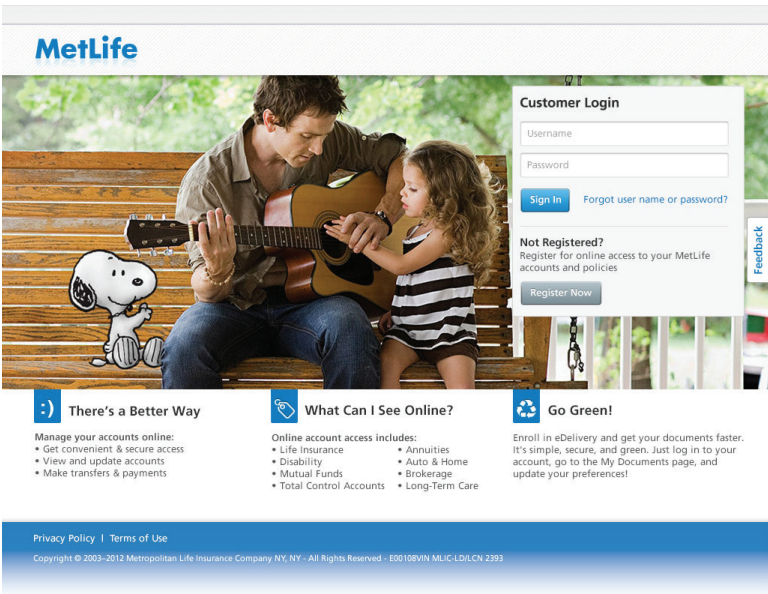 MetLife
Customer Login
Username
Password
Sign In
Forgot user name or password?
Not Registered?
Register for online access to your MetLife
accounts and policies
Register Now
Feedback
:)
There's a Better Way
Manage your accounts online:
• Get convenient & secure access
• View and update accounts
• Make transfers & payments
What Can I See Online?
Online account access includes:
• Life Insurance
• Disability
• Mutual Funds
• Total Control Accounts
• Annuities
• Auto & Home
• Brokerage
• Long-Term Care
Go Green!
Enroll in eDelivery and get your documents faster.
It's simple, secure, and green. Just log in to your
account, go to the My Documents page, and
update your preferences!
Privacy Policy | Terms of Use
Copyright © 2003–2012 Metropolitan Life Insurance Company NY, NY - All Rights Reserved - E00108VIN MLIC-LD/LCN 2393